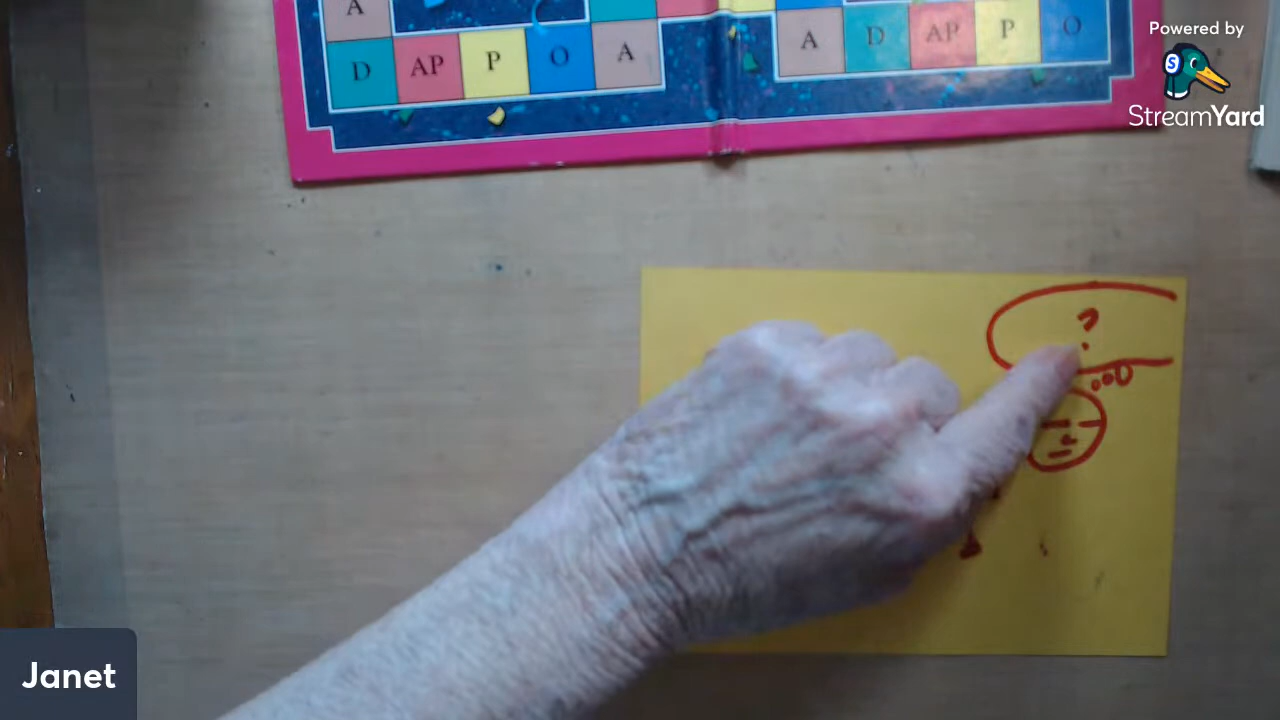 Powered by
StreamYard
A
D AP P O A
A D AP P O
?
Janet